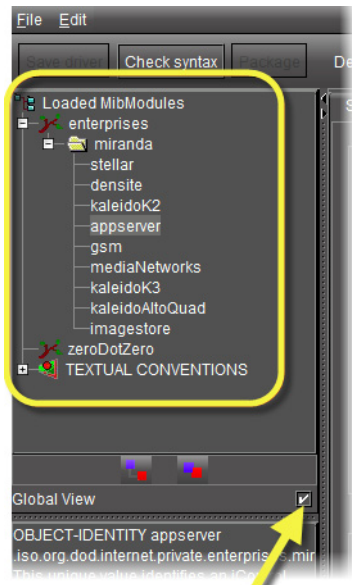 File Edit
Save driver Check syntax Package De
Loaded MibModules
enterprises
miranda
stellar
densite
kaleidoK2
appserver
gsm
mediaNetworks
kaleidoK3
kaleidoAltoQuad
imagestore
zeroDotZero
TEXTUAL CONVENTIONS
Global View
OBJECT-IDENTITY appserver
.iso.org.dod.internet.private.enterprises.mir
This unique value identifies an iCo